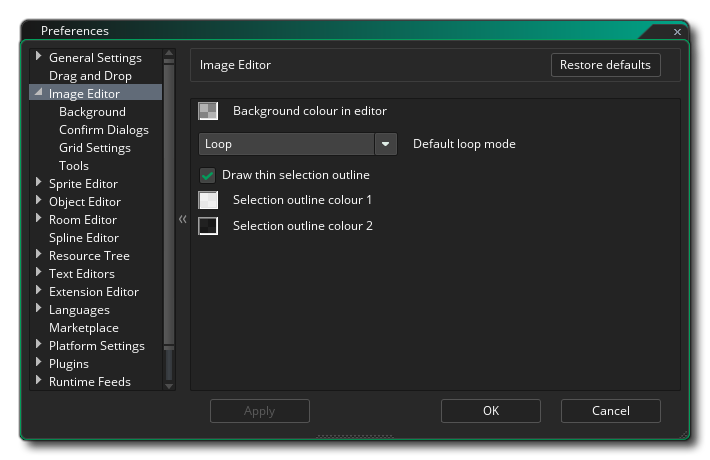 Preferences
General Settings
Drag and Drop
Image Editor
Background
Confirm Dialogs
Grid Settings
Tools
Sprite Editor
Object Editor
Room Editor
Spline Editor
Resource Tree
Text Editors
Extension Editor
Languages
Marketplace
Platform Settings
Plugins
Runtime Feeds
Image Editor
Restore defaults
Background colour in editor
Loop
Default loop mode
Draw thin selection outline
Selection outline colour 1
Selection outline colour 2
Apply
OK
Cancel